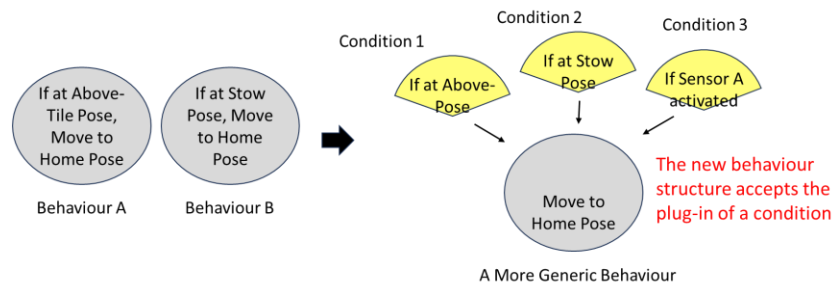 If at Above-
Tile Pose,
Move to
Home Pose
Behaviour A
If at Stow
Pose, Move
to Home
Pose
Behaviour B
Condition 1
If at Above-
Pose
Condition 2
If at Stow
Pose
Condition 3
If Sensor A
activated
Move to
Home Pose
The new behaviour
structure accepts the
plug-in of a condition
A More Generic Behaviour